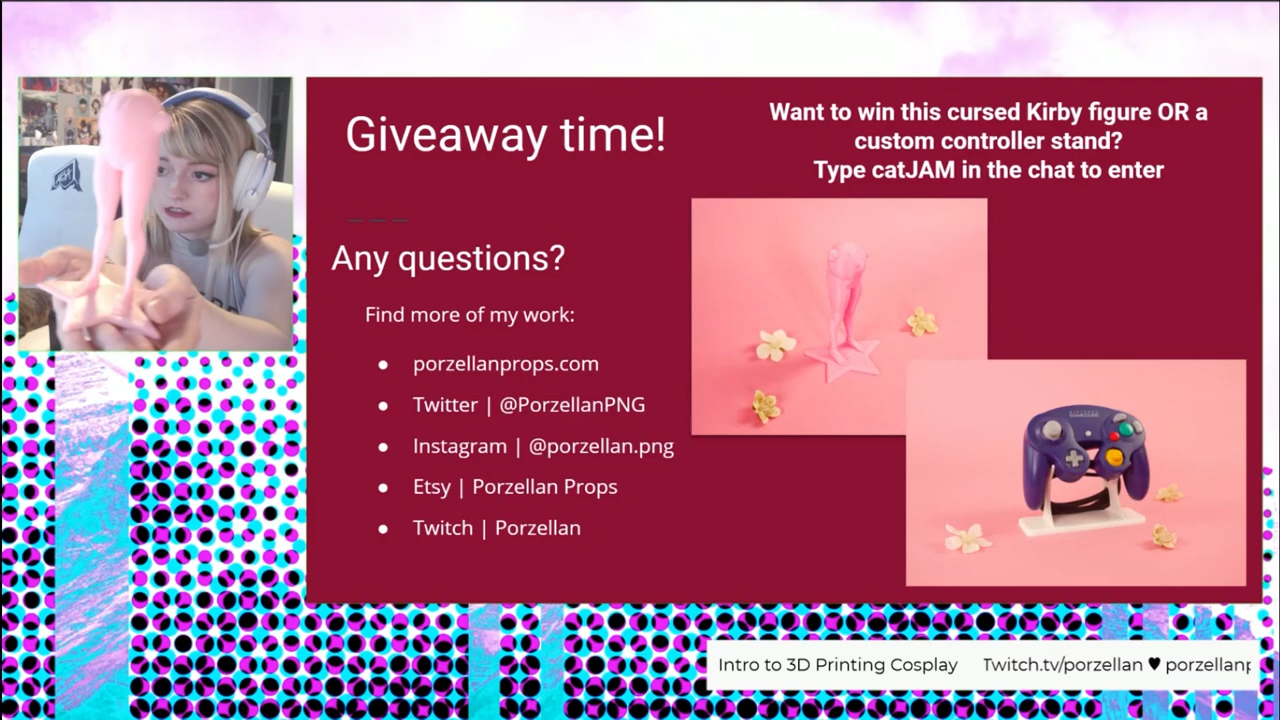 Giveaway time!
Want to win this cursed Kirby figure OR a
custom controller stand?
Type catJAM in the chat to enter
Any questions?
Find more of my work:
● porzellanprops.com
● Twitter | @PorzellanPNG
● Instagram | @porzellan.png
● Etsy | Porzellan Props
● Twitch | Porzellan
Intro to 3D Printing Cosplay Twitch.tv/porzellan ♥ porzellanp